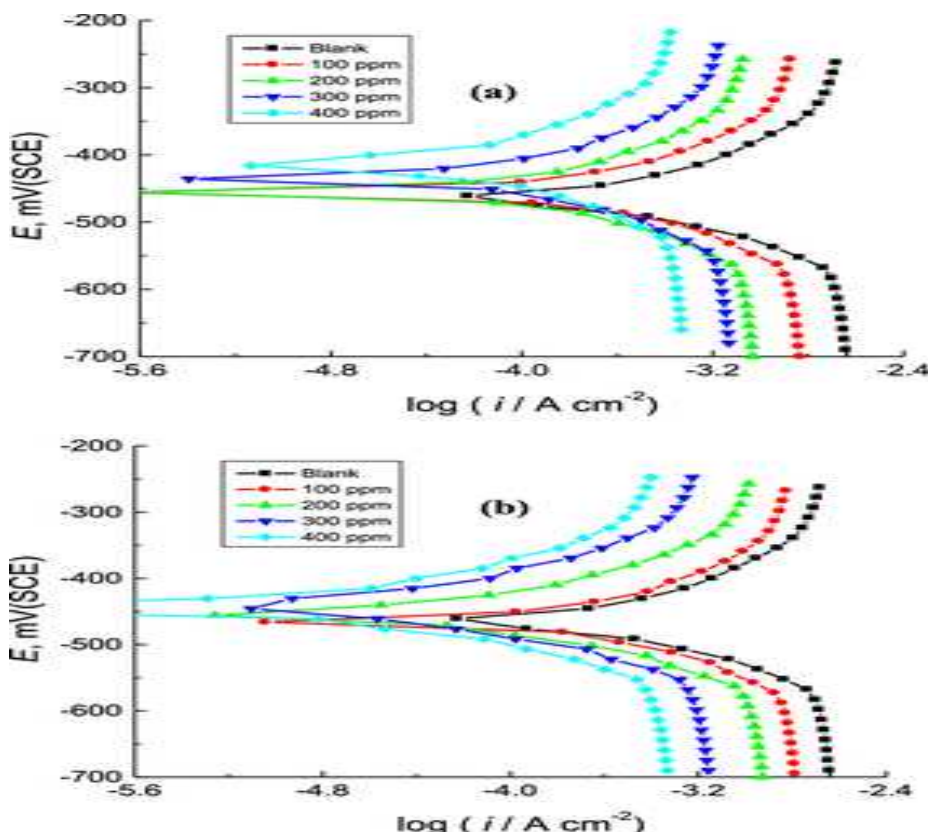 -200
-300
-400
-500
-600
-700
E, mV(SCE)
Blank
100 ppm
200 ppm
300 ppm
400 ppm
(a)
-5.6 -4.8 -4.0 -3.2 -2.4
log ( i / A cm⁻²)
-200
-300
-400
-500
-600
-700
E, mV(SCE)
Blank
100 ppm
200 ppm
300 ppm
400 ppm
(b)
-5.6 -4.8 -4.0 -3.2 -2.4
log ( i / A cm⁻²)